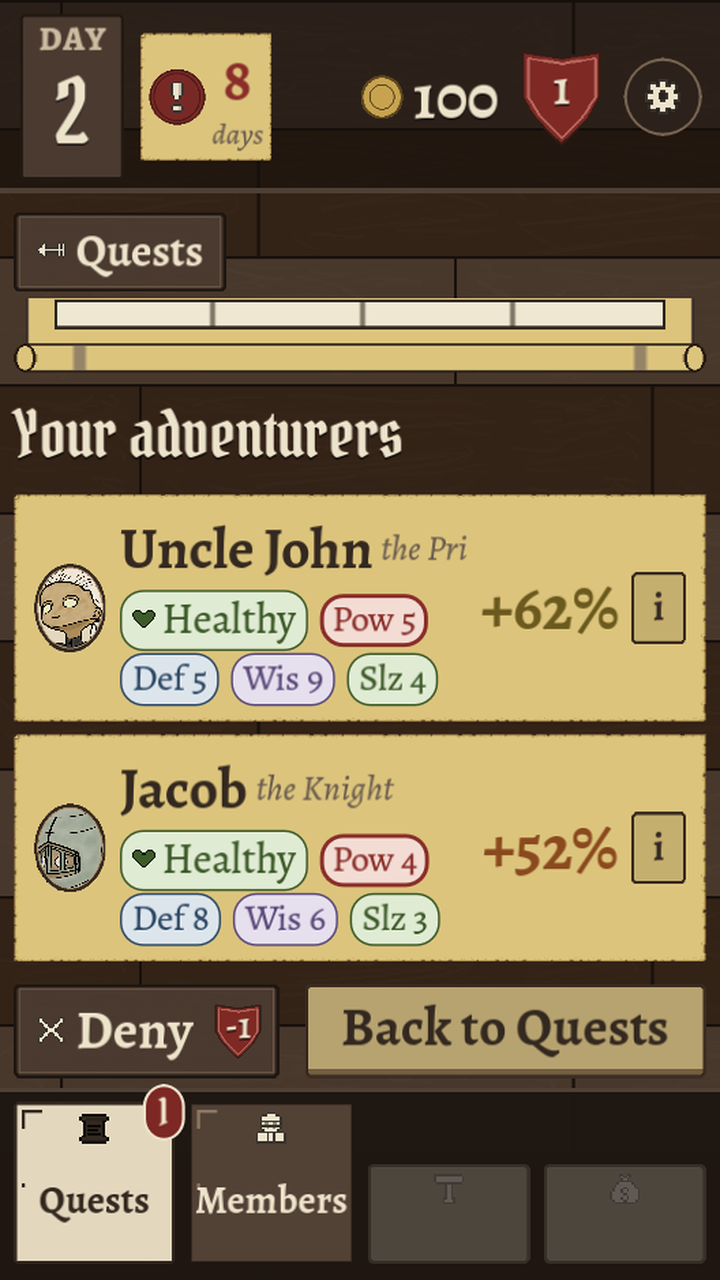 DAY
2
8
days
100
1
Quests
Your adventurers
Uncle John the Pri
Healthy Pow 5
+62% i
Def 5 Wis 9 Slz 4
Jacob the Knight
Healthy Pow 4
+52% i
Def 8 Wis 6 Slz 3
Deny -1
Back to Quests
1
Quests
Members